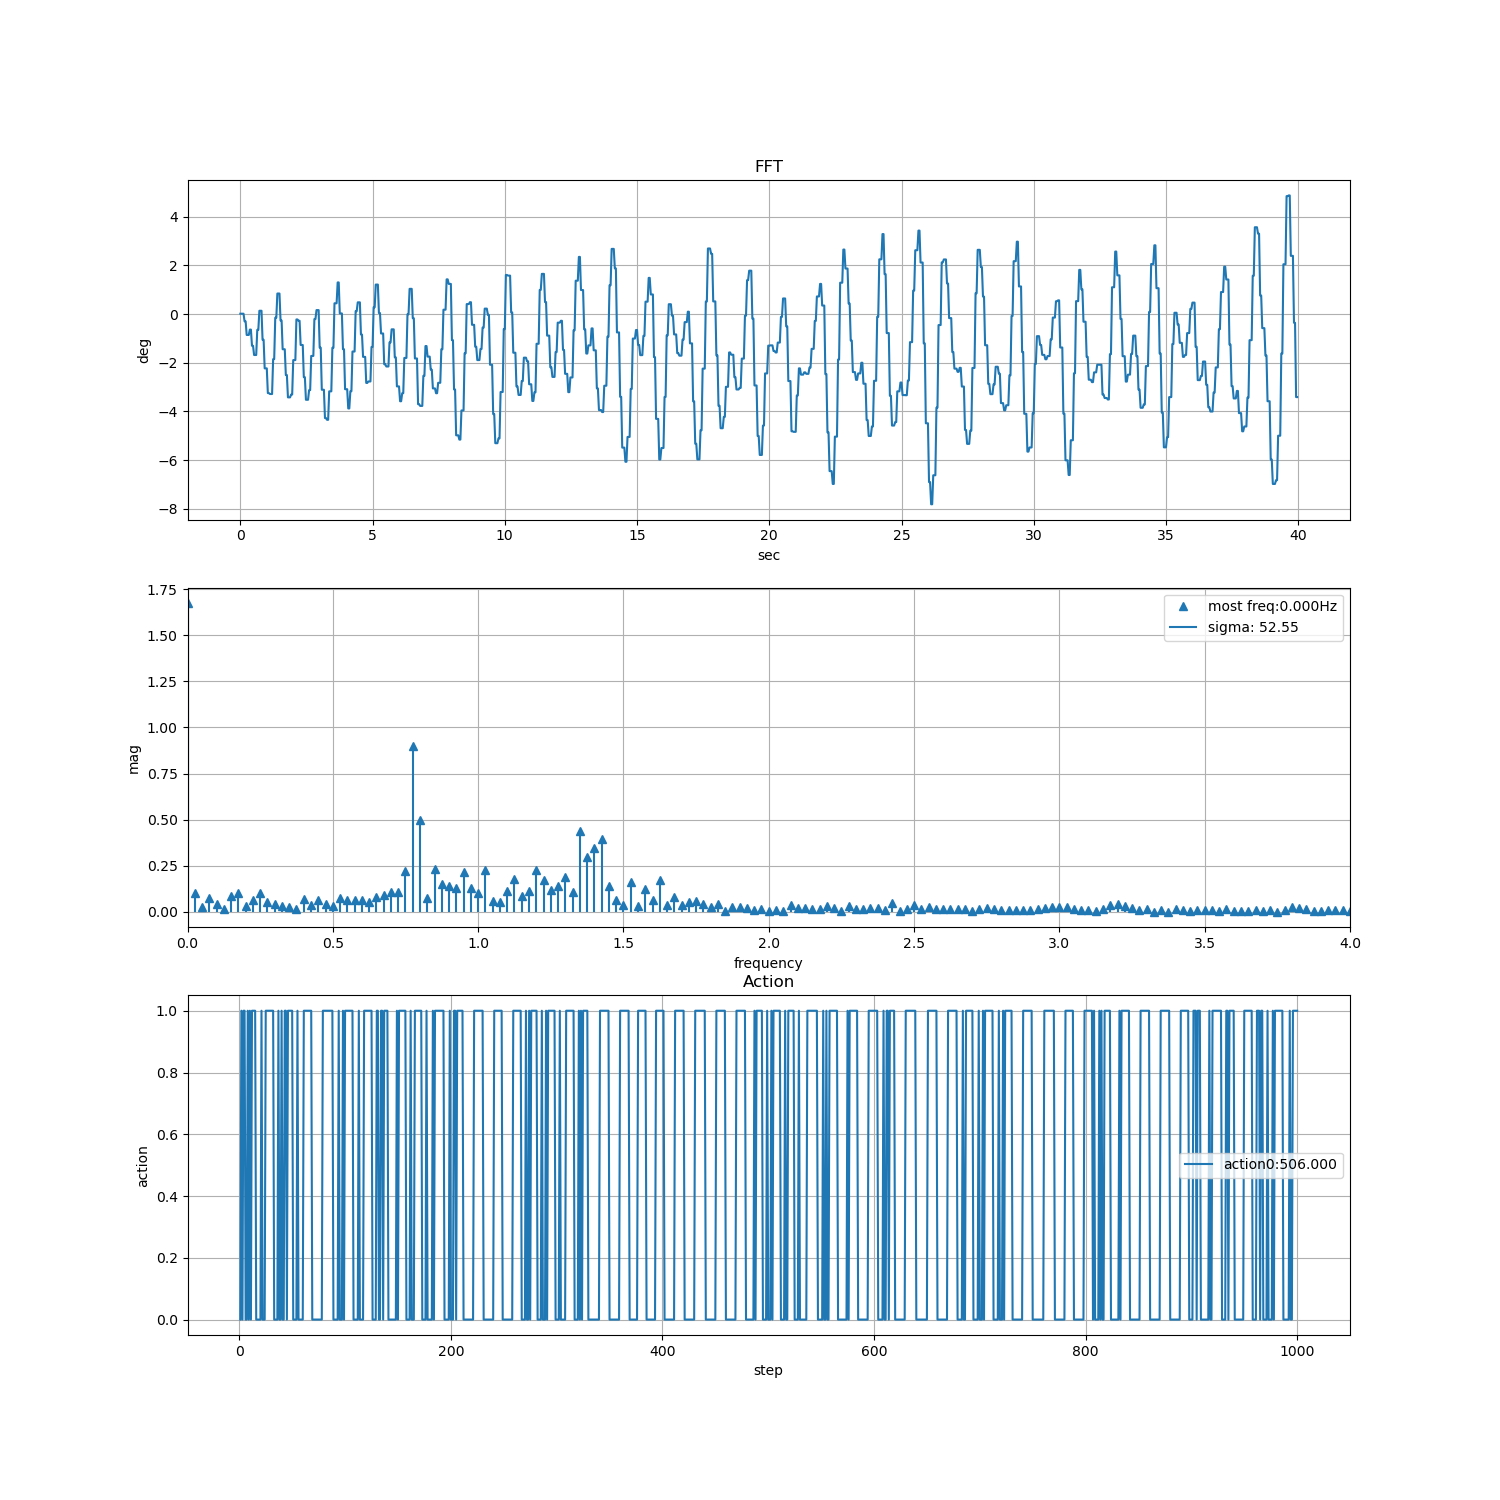 FFT
4
2
0
−2
−4
−6
−8
deg
0 5 10 15 20 25 30 35 40
sec
1.75
1.50
1.25
1.00
0.75
0.50
0.25
0.00
mag
most freq:0.000Hz
sigma: 52.55
0.0 0.5 1.0 1.5 2.0 2.5 3.0 3.5 4.0
frequency
Action
1.0
0.8
0.6
0.4
0.2
0.0
action
action0:506.000
0 200 400 600 800 1000
step